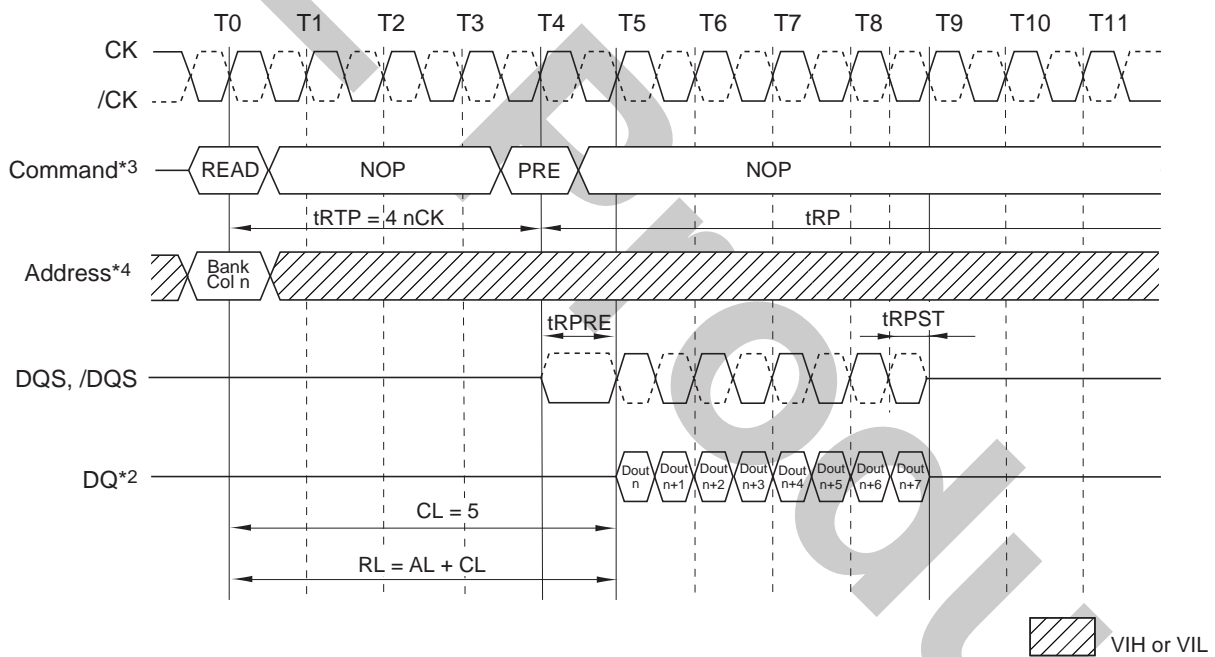 T0 T1 T2 T3 T4 T5 T6 T7 T8 T9 T10 T11
CK
/CK
Command*3 READ NOP PRE NOP
tRTP = 4 nCK tRP
Address*4 Bank
Col n
tRPRE tRPST
DQS, /DQS
DQ*2 Dout Dout Dout Dout Dout Dout Dout Dout
n n+1 n+2 n+3 n+4 n+5 n+6 n+7
CL = 5
RL = AL + CL
VIH or VIL